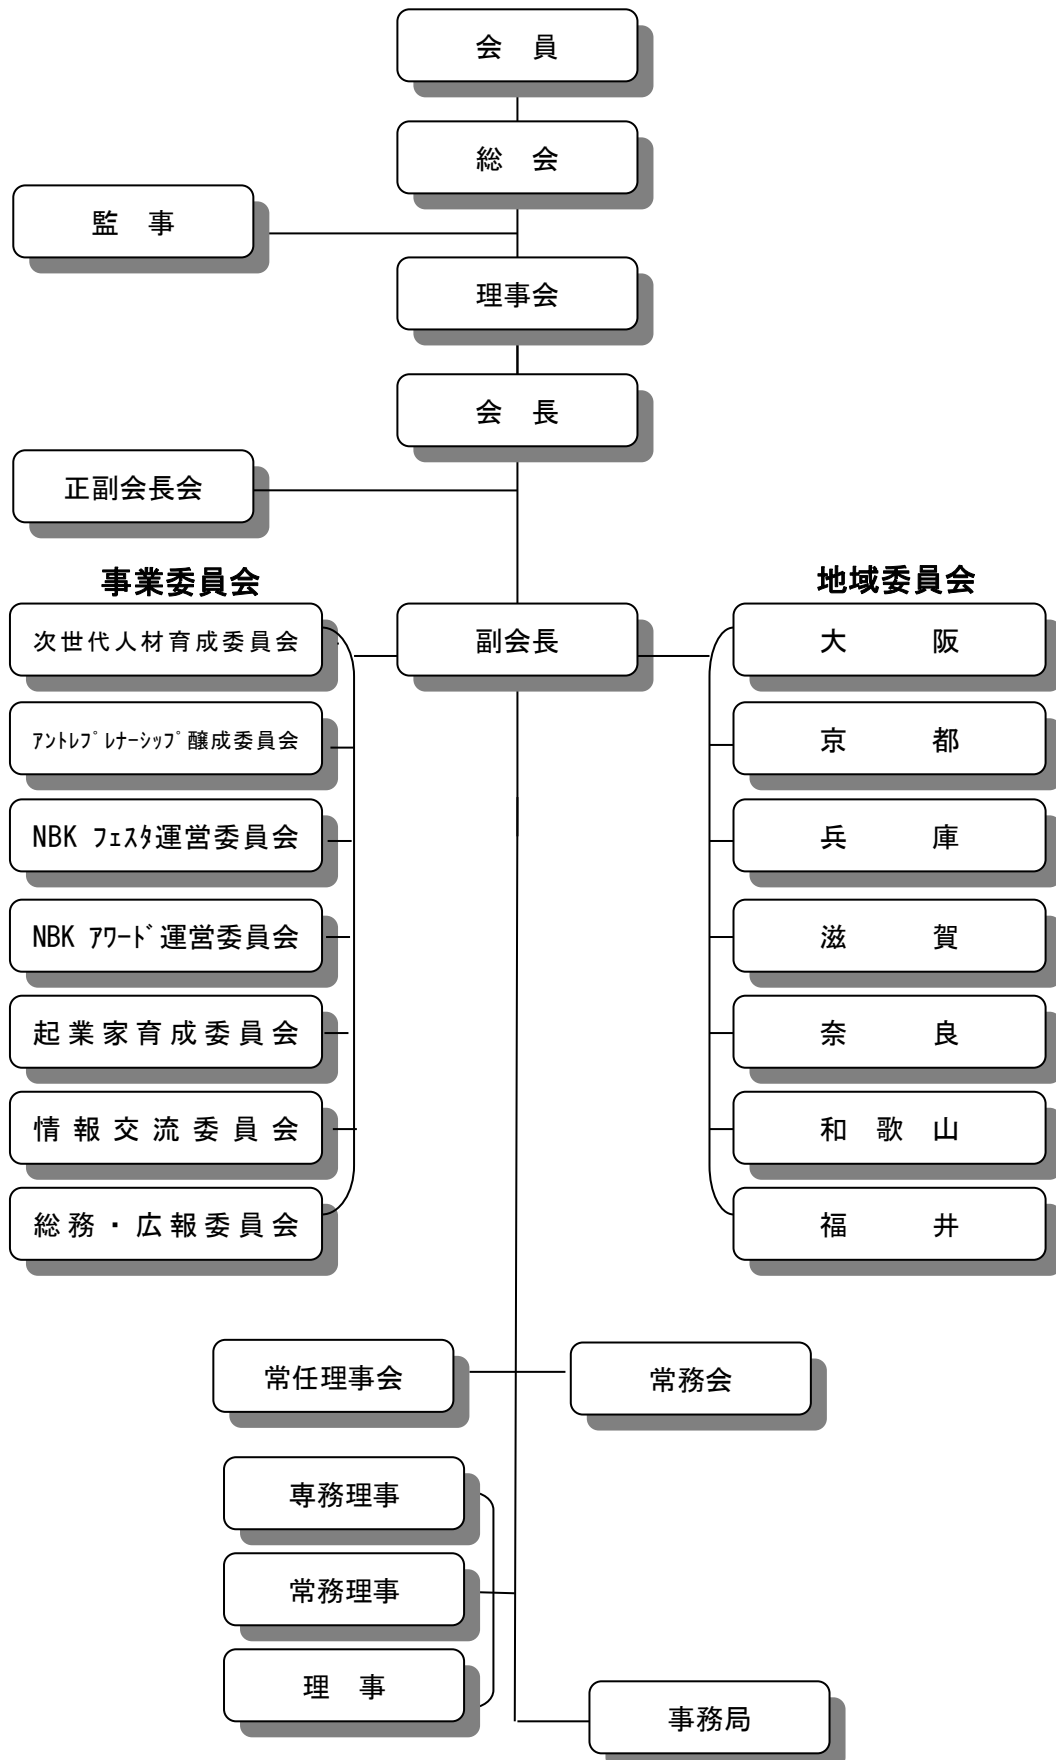 会　員
総　会
監　事
理事会
会　長
正副会長会
事業委員会
地域委員会
副会長
次世代人材育成委員会
ｱﾝﾄﾚﾌﾟﾚﾅｰｼｯﾌﾟ醸成委員会
NBK ﾌｪｽﾀ運営委員会
NBK ｱﾜｰﾄﾞ運営委員会
起業家育成委員会
情報交流委員会
総務・広報委員会
大　　阪
京　　都
兵　　庫
滋　　賀
奈　　良
和　歌　山
福　　井
常任理事会
常務会
専務理事
常務理事
理　事
事務局